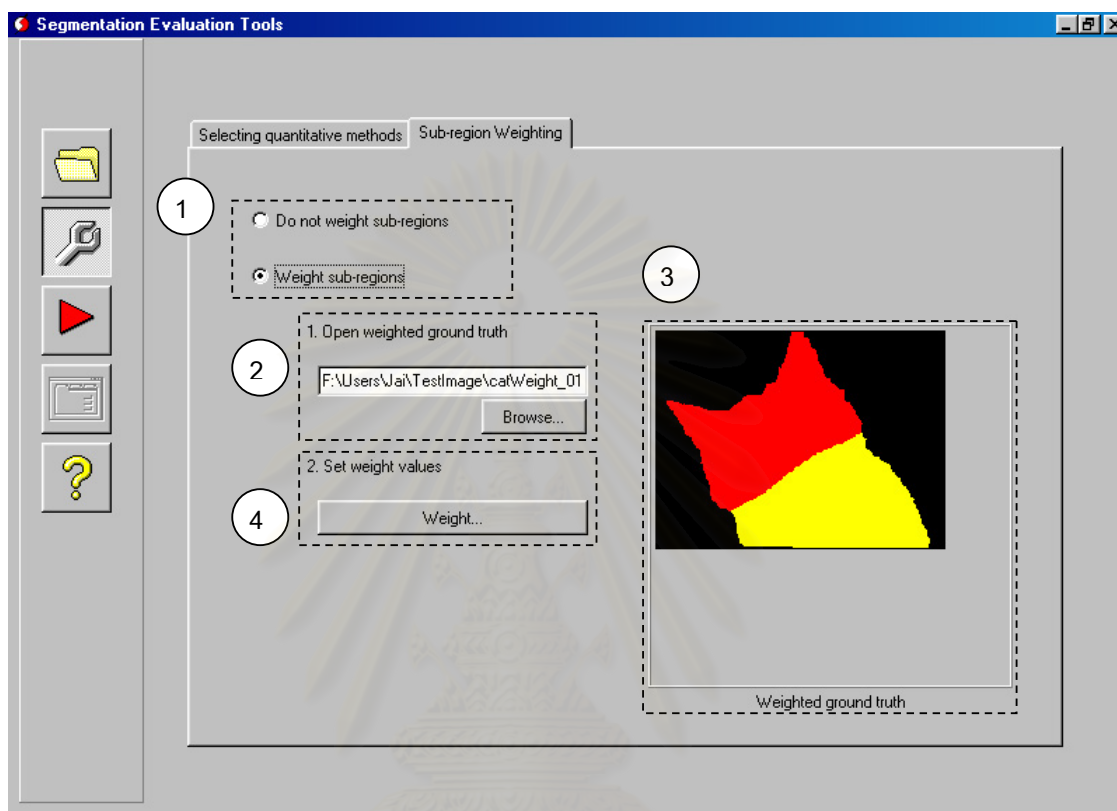 Segmentation Evaluation Tools
Selecting quantitative methods
Sub-region Weighting
1
Do not weight sub-regions
Weight sub-regions
3
2
1. Open weighted ground truth
F:\Users\Jai\TestImage\catWeight_01
Browse...
4
2. Set weight values
Weight...
Weighted ground truth